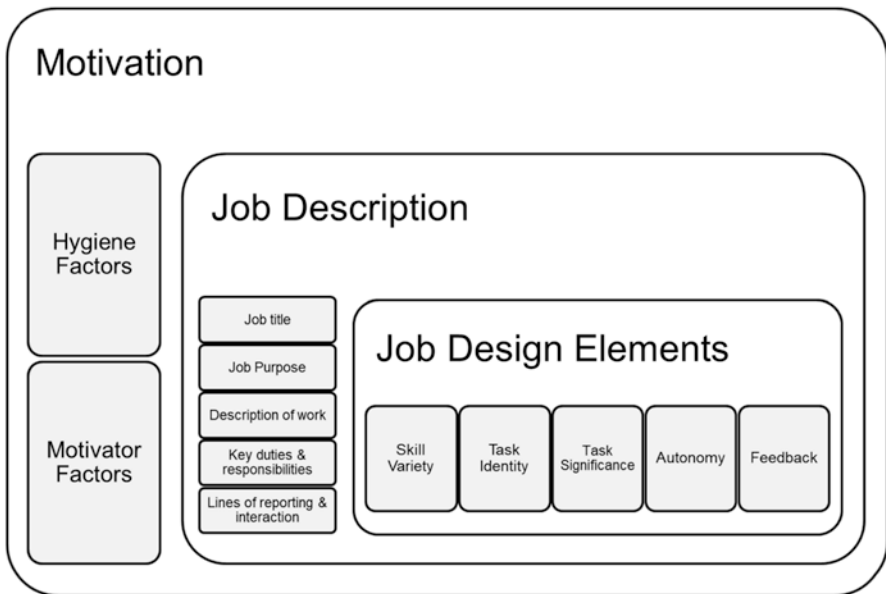 Motivation
Hygiene
Factors
Motivator
Factors
Job Description
Job title
Job Purpose
Description of work
Key duties &
responsibilities
Lines of reporting &
interaction
Job Design Elements
Skill
Variety
Task
Identity
Task
Significance
Autonomy
Feedback